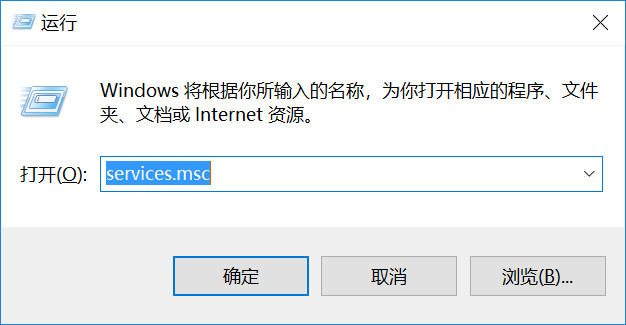 运行
Windows 将根据你所输入的名称，为你打开相应的程序、文件
夹、文档或 Internet 资源。
打开(O): services.msc
确定 取消 浏览(B)...